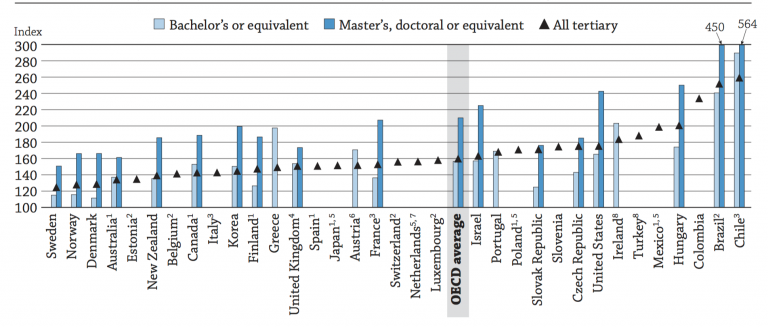 Bachelor's or equivalent Master's, doctoral or equivalent All tertiary
450 564
Index
300
280
260
240
220
200
180
160
140
120
100
Sweden
Norway
Denmark
Australia¹
Estonia²
New Zealand
Belgium²
Canada¹
Italy³
Korea
Finland¹
Greece
United Kingdom⁴
Spain¹
Japan¹,⁵
Austria⁶
France³
Switzerland²
Netherlands⁵,⁷
Luxembourg²
OECD average
Israel
Portugal
Poland¹,⁵
Slovak Republic
Slovenia
Czech Republic
United States
Ireland⁸
Turkey⁸
Mexico¹,⁵
Hungary
Colombia
Brazil²
Chile³